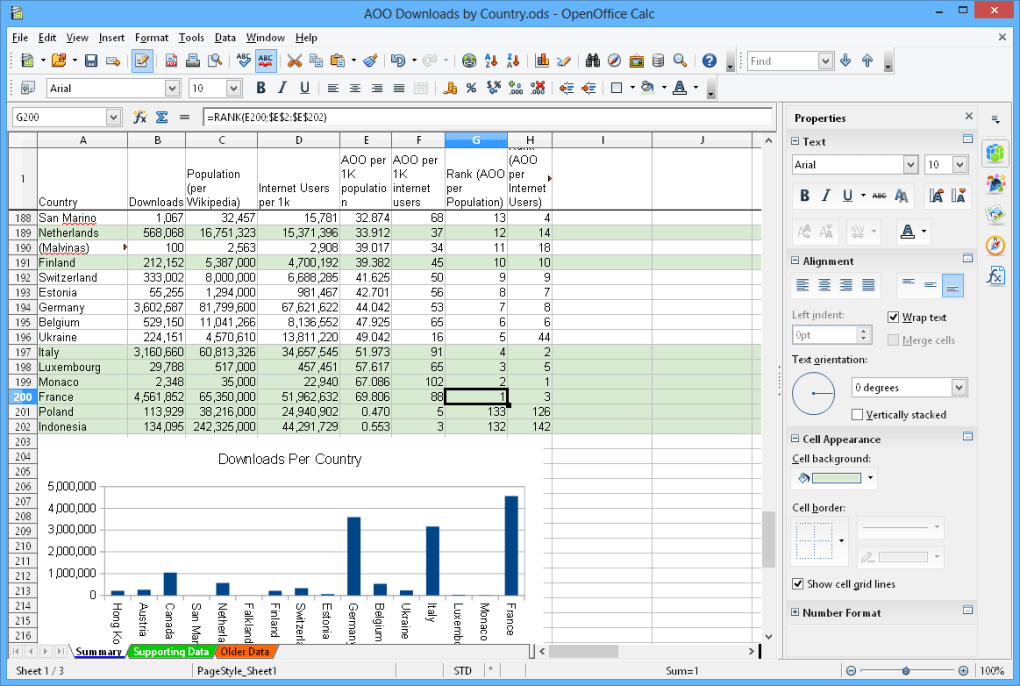 AOO Downloads by Country.ods - OpenOffice Calc
File Edit View Insert Format Tools Data Window Help
Find
Arial 10
G200 =RANK(E200;$E$2:$E$202)
A B C D E F G H I J
1 Country Downloads Population (per Wikipedia) Internet Users per 1k AOO per 1K populatio n AOO per 1K internet users Rank (AOO per Population) Rank (AOO per Internet Users)
188 San Marino 1,067 32,457 15,781 32.874 68 13 4
189 Netherlands 568,068 16,751,323 15,371,396 33.912 37 12 14
190 (Malvinas) 100 2,563 2,908 39.017 34 11 18
191 Finland 212,152 5,387,000 4,700,192 39.382 45 10 10
192 Switzerland 333,002 8,000,000 6,688,285 41.625 50 9 9
193 Estonia 55,255 1,294,000 981,467 42.701 56 8 7
194 Germany 3,602,587 81,799,600 67,621,622 44.042 53 7 8
195 Belgium 529,150 11,041,266 8,136,552 47.925 65 6 6
196 Ukraine 224,151 4,570,610 13,811,220 49.042 16 5 44
197 Italy 3,160,660 60,813,326 34,657,545 51.973 91 4 2
198 Luxembourg 29,788 517,000 457,451 57.617 65 3 5
199 Monaco 2,348 35,000 22,940 67.086 102 2 1
200 France 4,561,852 65,350,000 51,962,632 69.806 88 1 3
201 Poland 113,929 38,216,000 24,940,902 0.470 5 133 126
202 Indonesia 134,095 242,325,000 44,291,729 0.553 3 132 142
203
204
205
206
207
208
209
210
211
212
213
214
215
216
Downloads Per Country
5,000,000
4,000,000
3,000,000
2,000,000
1,000,000
0
Hong Ko
Austria
Canada
San Mar
Netherla
Falkland
Finland
Switzerla
Estonia
Germany
Belgium
Ukraine
Italy
Luxembo
Monaco
France
Summary Supporting Data Older Data
Sheet 1 / 3 PageStyle_Sheet1 STD * Sum=1 100%
Properties
Text
Arial 10
B I U ABC A
Alignment
Left indent:
0pt
Wrap text
Merge cells
Text orientation:
0 degrees
Vertically stacked
Cell Appearance
Cell background:
Cell border:
Show cell grid lines
Number Format